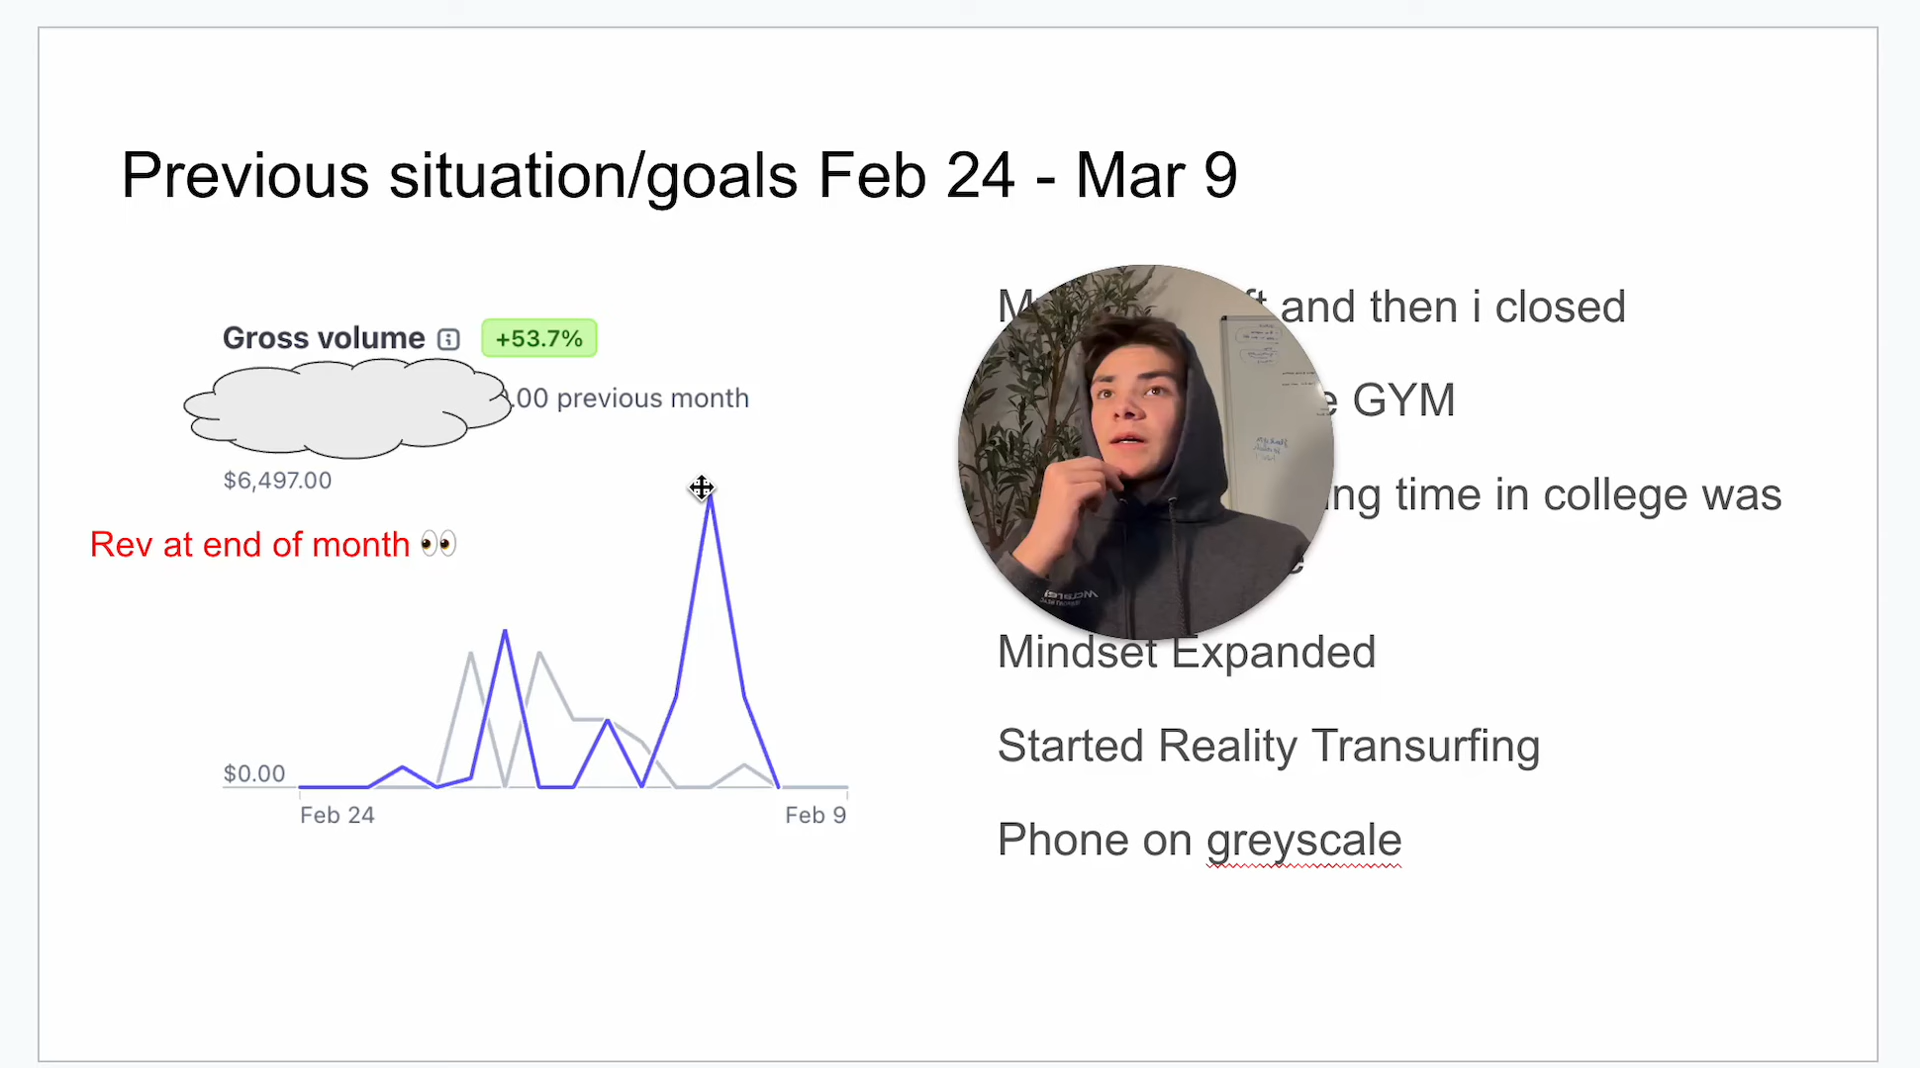 Previous situation/goals Feb 24 - Mar 9
Gross volume +53.7%
.00 previous month
$6,497.00
Rev at end of month 👀
$0.00
Feb 24
Feb 9
and then i closed
GYM
time in college was
Mindset Expanded
Started Reality Transurfing
Phone on greyscale